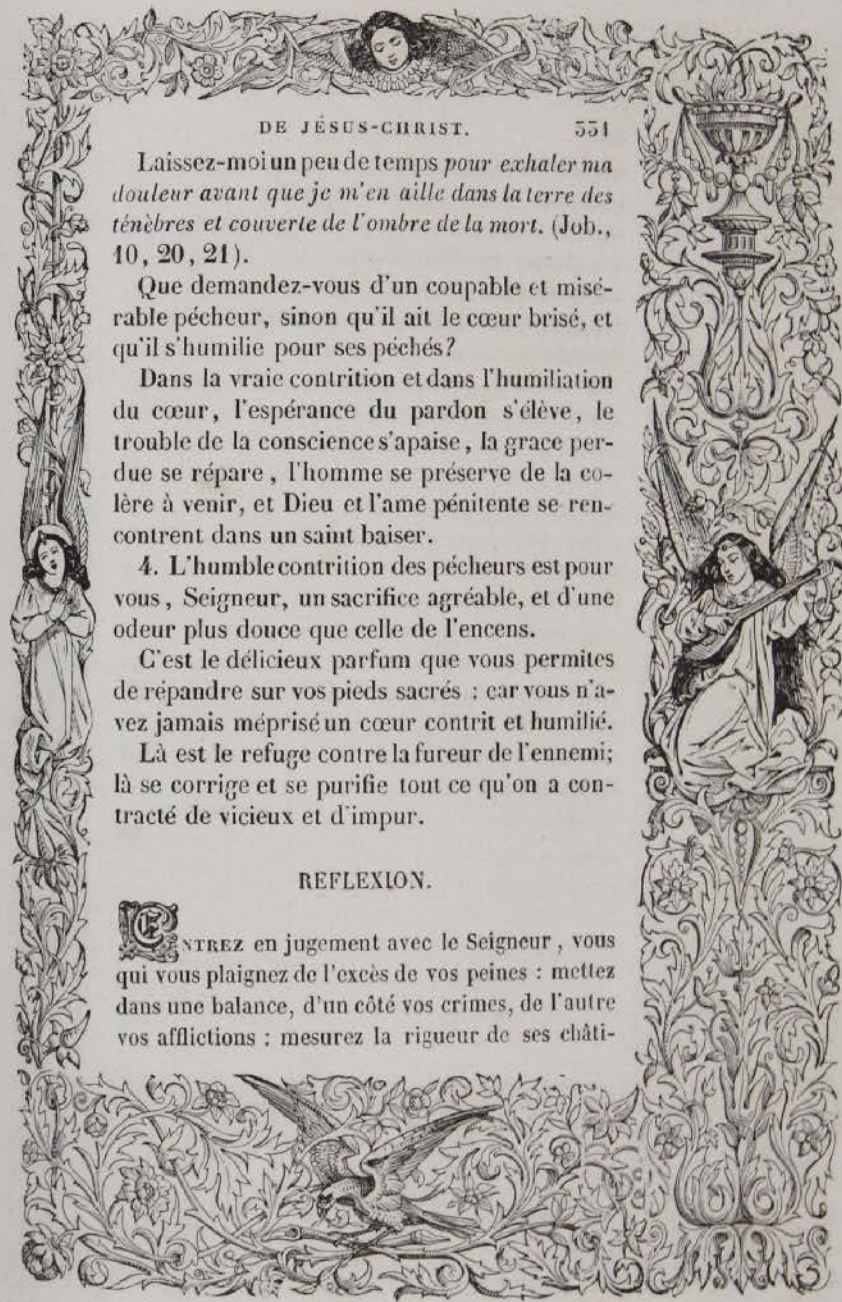 DE JÉSUS-CHRIST. 331
Laissez-moi un peu de temps pour exhaler ma
douleur avant que je m'en aille dans la terre des
ténèbres et couverte de l'ombre de la mort. (Job.,
10, 20, 21).
Que demandez-vous d'un coupable et misé-
rable pécheur, sinon qu'il ait le cœur brisé, et
qu'il s'humilie pour ses péchés?
Dans la vraie contrition et dans l'humiliation
du cœur, l'espérance du pardon s'élève, le
trouble de la conscience s'apaise, la grace per-
due se répare, l'homme se préserve de la co-
lère à venir, et Dieu et l'ame pénitente se ren-
contrent dans un saint baiser.
4. L'humble contrition des pécheurs est pour
vous, Seigneur, un sacrifice agréable, et d'une
odeur plus douce que celle de l'encens.
C'est le délicieux parfum que vous permîtes
de répandre sur vos pieds sacrés : car vous n'a-
vez jamais méprisé un cœur contrit et humilié.
Là est le refuge contre la fureur de l'ennemi;
là se corrige et se purifie tout ce qu'on a con-
tracté de vicieux et d'impur.
REFLEXION.
ENTREZ en jugement avec le Seigneur, vous
qui vous plaignez de l'excès de vos peines : mettez
dans une balance, d'un côté vos crimes, de l'autre
vos afflictions : mesurez la rigueur de ses châti-